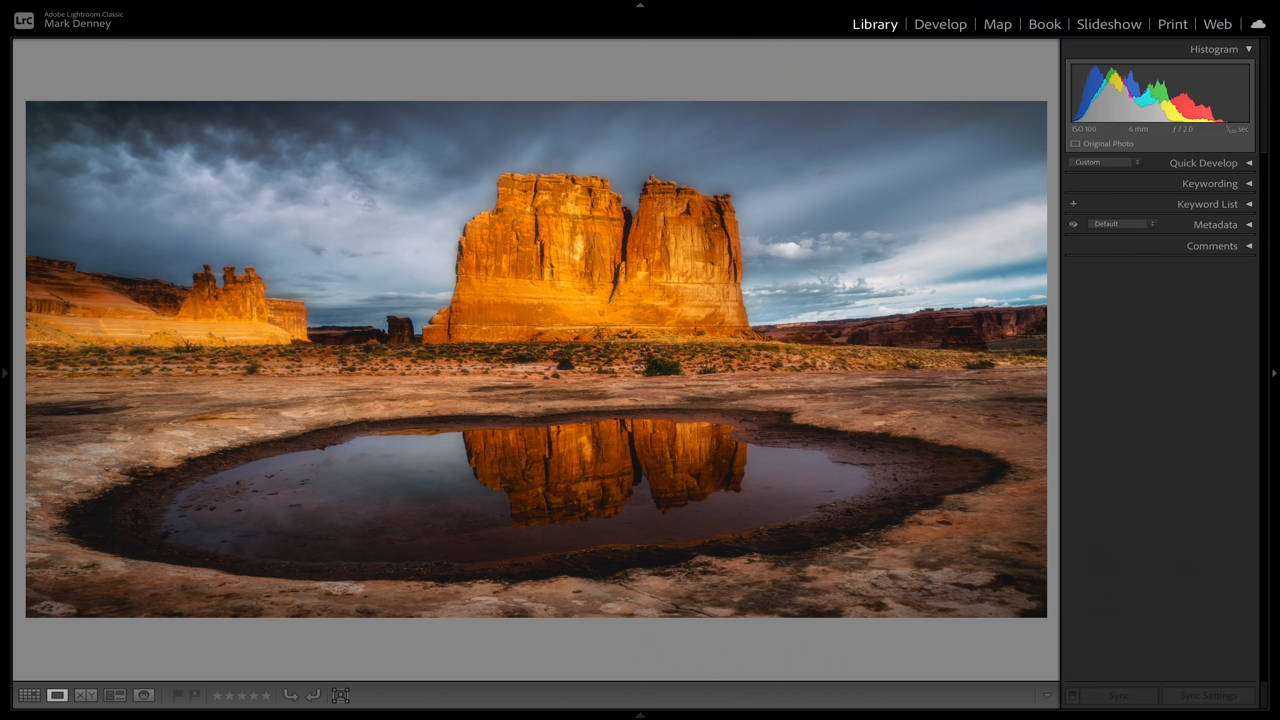 LrC
Adobe Lightroom Classic
Mark Denney
Library | Develop | Map | Book | Slideshow | Print | Web
Histogram
ISO 100 6 mm ƒ / 2.0 sec
Original Photo
Custom Quick Develop
Keywording
+ Keyword List
Default Metadata
Comments
X Y
Sync Sync Settings